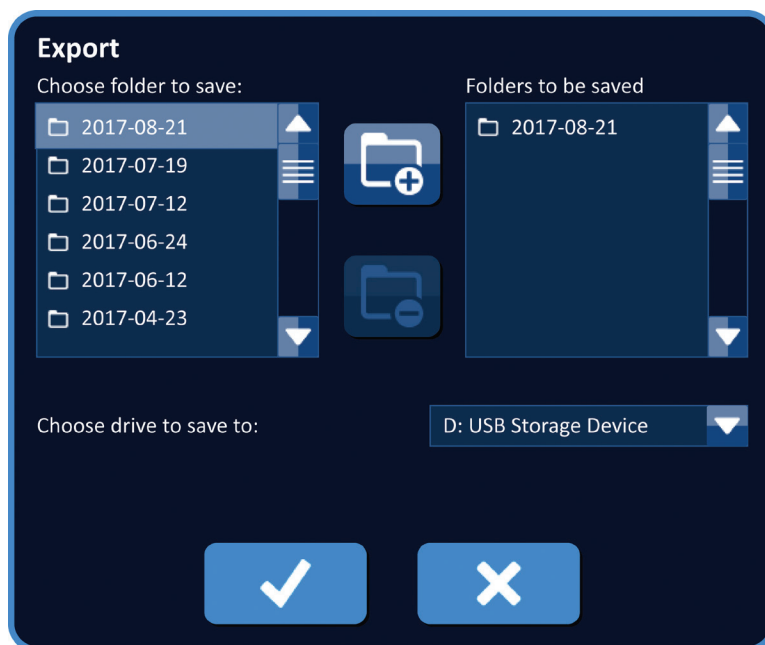 Export
Choose folder to save:
2017-08-21
2017-07-19
2017-07-12
2017-06-24
2017-06-12
2017-04-23
Folders to be saved
2017-08-21
Choose drive to save to:
D: USB Storage Device